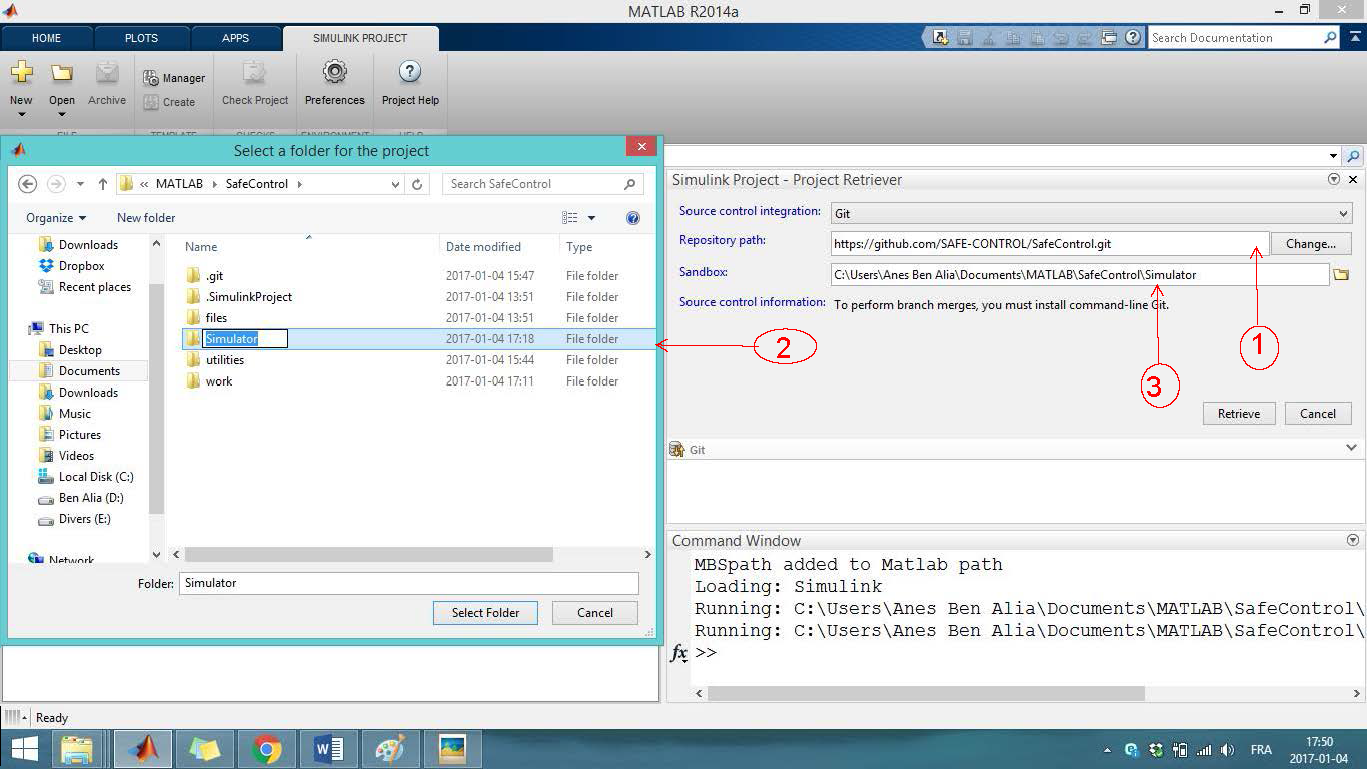 MATLAB R2014a
HOME PLOTS APPS SIMULINK PROJECT
Search Documentation
New Open Archive Manager Create Check Project Preferences Project Help
FILE TEMPLATE CHECKS ENVIRONMENT HELP
Select a folder for the project
« MATLAB SafeControl
Search SafeControl
Organize New folder
Downloads
Dropbox
Recent places
This PC
Desktop
Documents
Downloads
Music
Pictures
Videos
Local Disk (C:)
Ben Alia (D:)
Divers (E:)
Network
Name Date modified Type
.git 2017-01-04 15:47 File folder
.SimulinkProject 2017-01-04 13:51 File folder
files 2017-01-04 13:51 File folder
Simulator 2017-01-04 17:18 File folder
utilities 2017-01-04 15:44 File folder
work 2017-01-04 17:11 File folder
Folder: Simulator
Select Folder Cancel
2
Simulink Project - Project Retriever
Source control integration: Git
Repository path: https://github.com/SAFE-CONTROL/SafeControl.git Change...
Sandbox: C:\Users\Anes Ben Alia\Documents\MATLAB\SafeControl\Simulator
Source control information: To perform branch merges, you must install command-line Git.
1
3
Retrieve Cancel
Git
Command Window
MBSpath added to Matlab path
Loading: Simulink
Running: C:\Users\Anes Ben Alia\Documents\MATLAB\SafeControl\
Running: C:\Users\Anes Ben Alia\Documents\MATLAB\SafeControl\
fx >>
Ready
FRA
17:50
2017-01-04